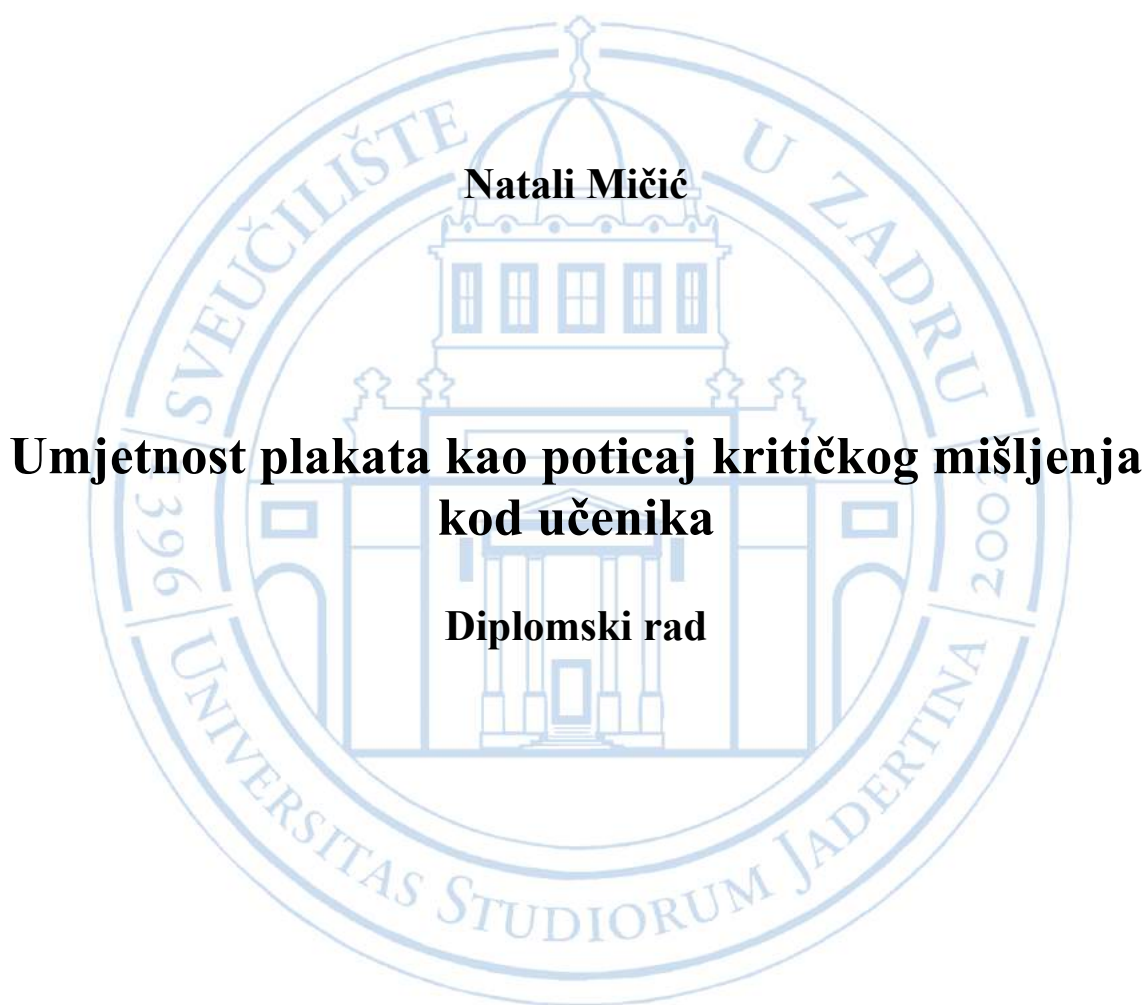 SVEUČILIŠTE U ZADRU
Natali Mičić
Umjetnost plakata kao poticaj kritičkog mišljenja
kod učenika
1396
2002
Diplomski rad
UNIVERSITAS STUDIORUM JADERTINA